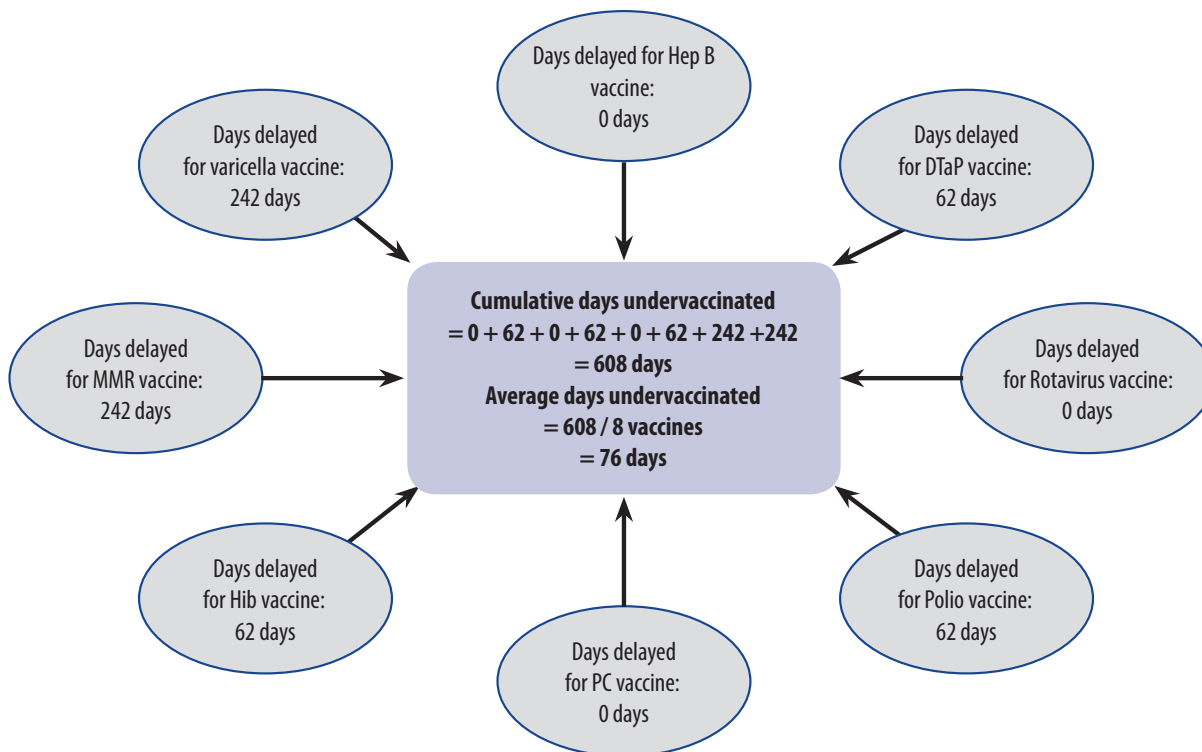 Days delayed for Hep B
vaccine:
0 days
Days delayed
for varicella vaccine:
242 days
Days delayed
for DTaP vaccine:
62 days
Cumulative days undervaccinated
= 0 + 62 + 0 + 62 + 0 + 62 + 242 +242
= 608 days
Average days undervaccinated
= 608 / 8 vaccines
= 76 days
Days delayed
for MMR vaccine:
242 days
Days delayed
for Rotavirus vaccine:
0 days
Days delayed
for Hib vaccine:
62 days
Days delayed
for Polio vaccine:
62 days
Days delayed
for PC vaccine:
0 days